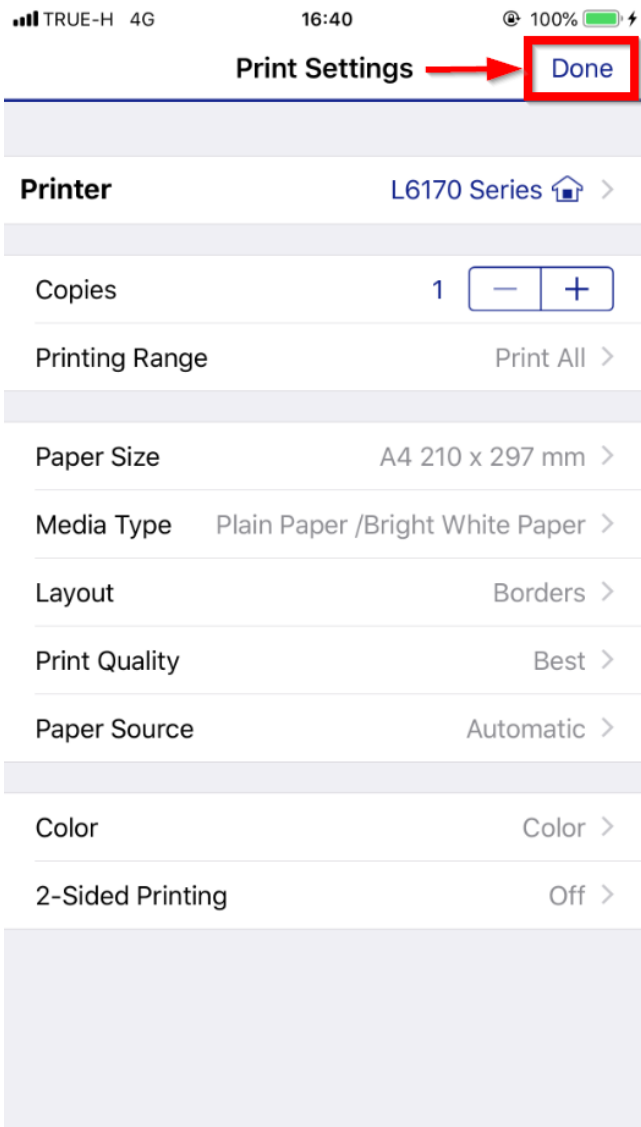 TRUE-H 4G 16:40 100%
Print Settings Done
Printer L6170 Series
Copies 1 — +
Printing Range Print All
Paper Size A4 210 x 297 mm
Media Type Plain Paper /Bright White Paper
Layout Borders
Print Quality Best
Paper Source Automatic
Color Color
2-Sided Printing Off